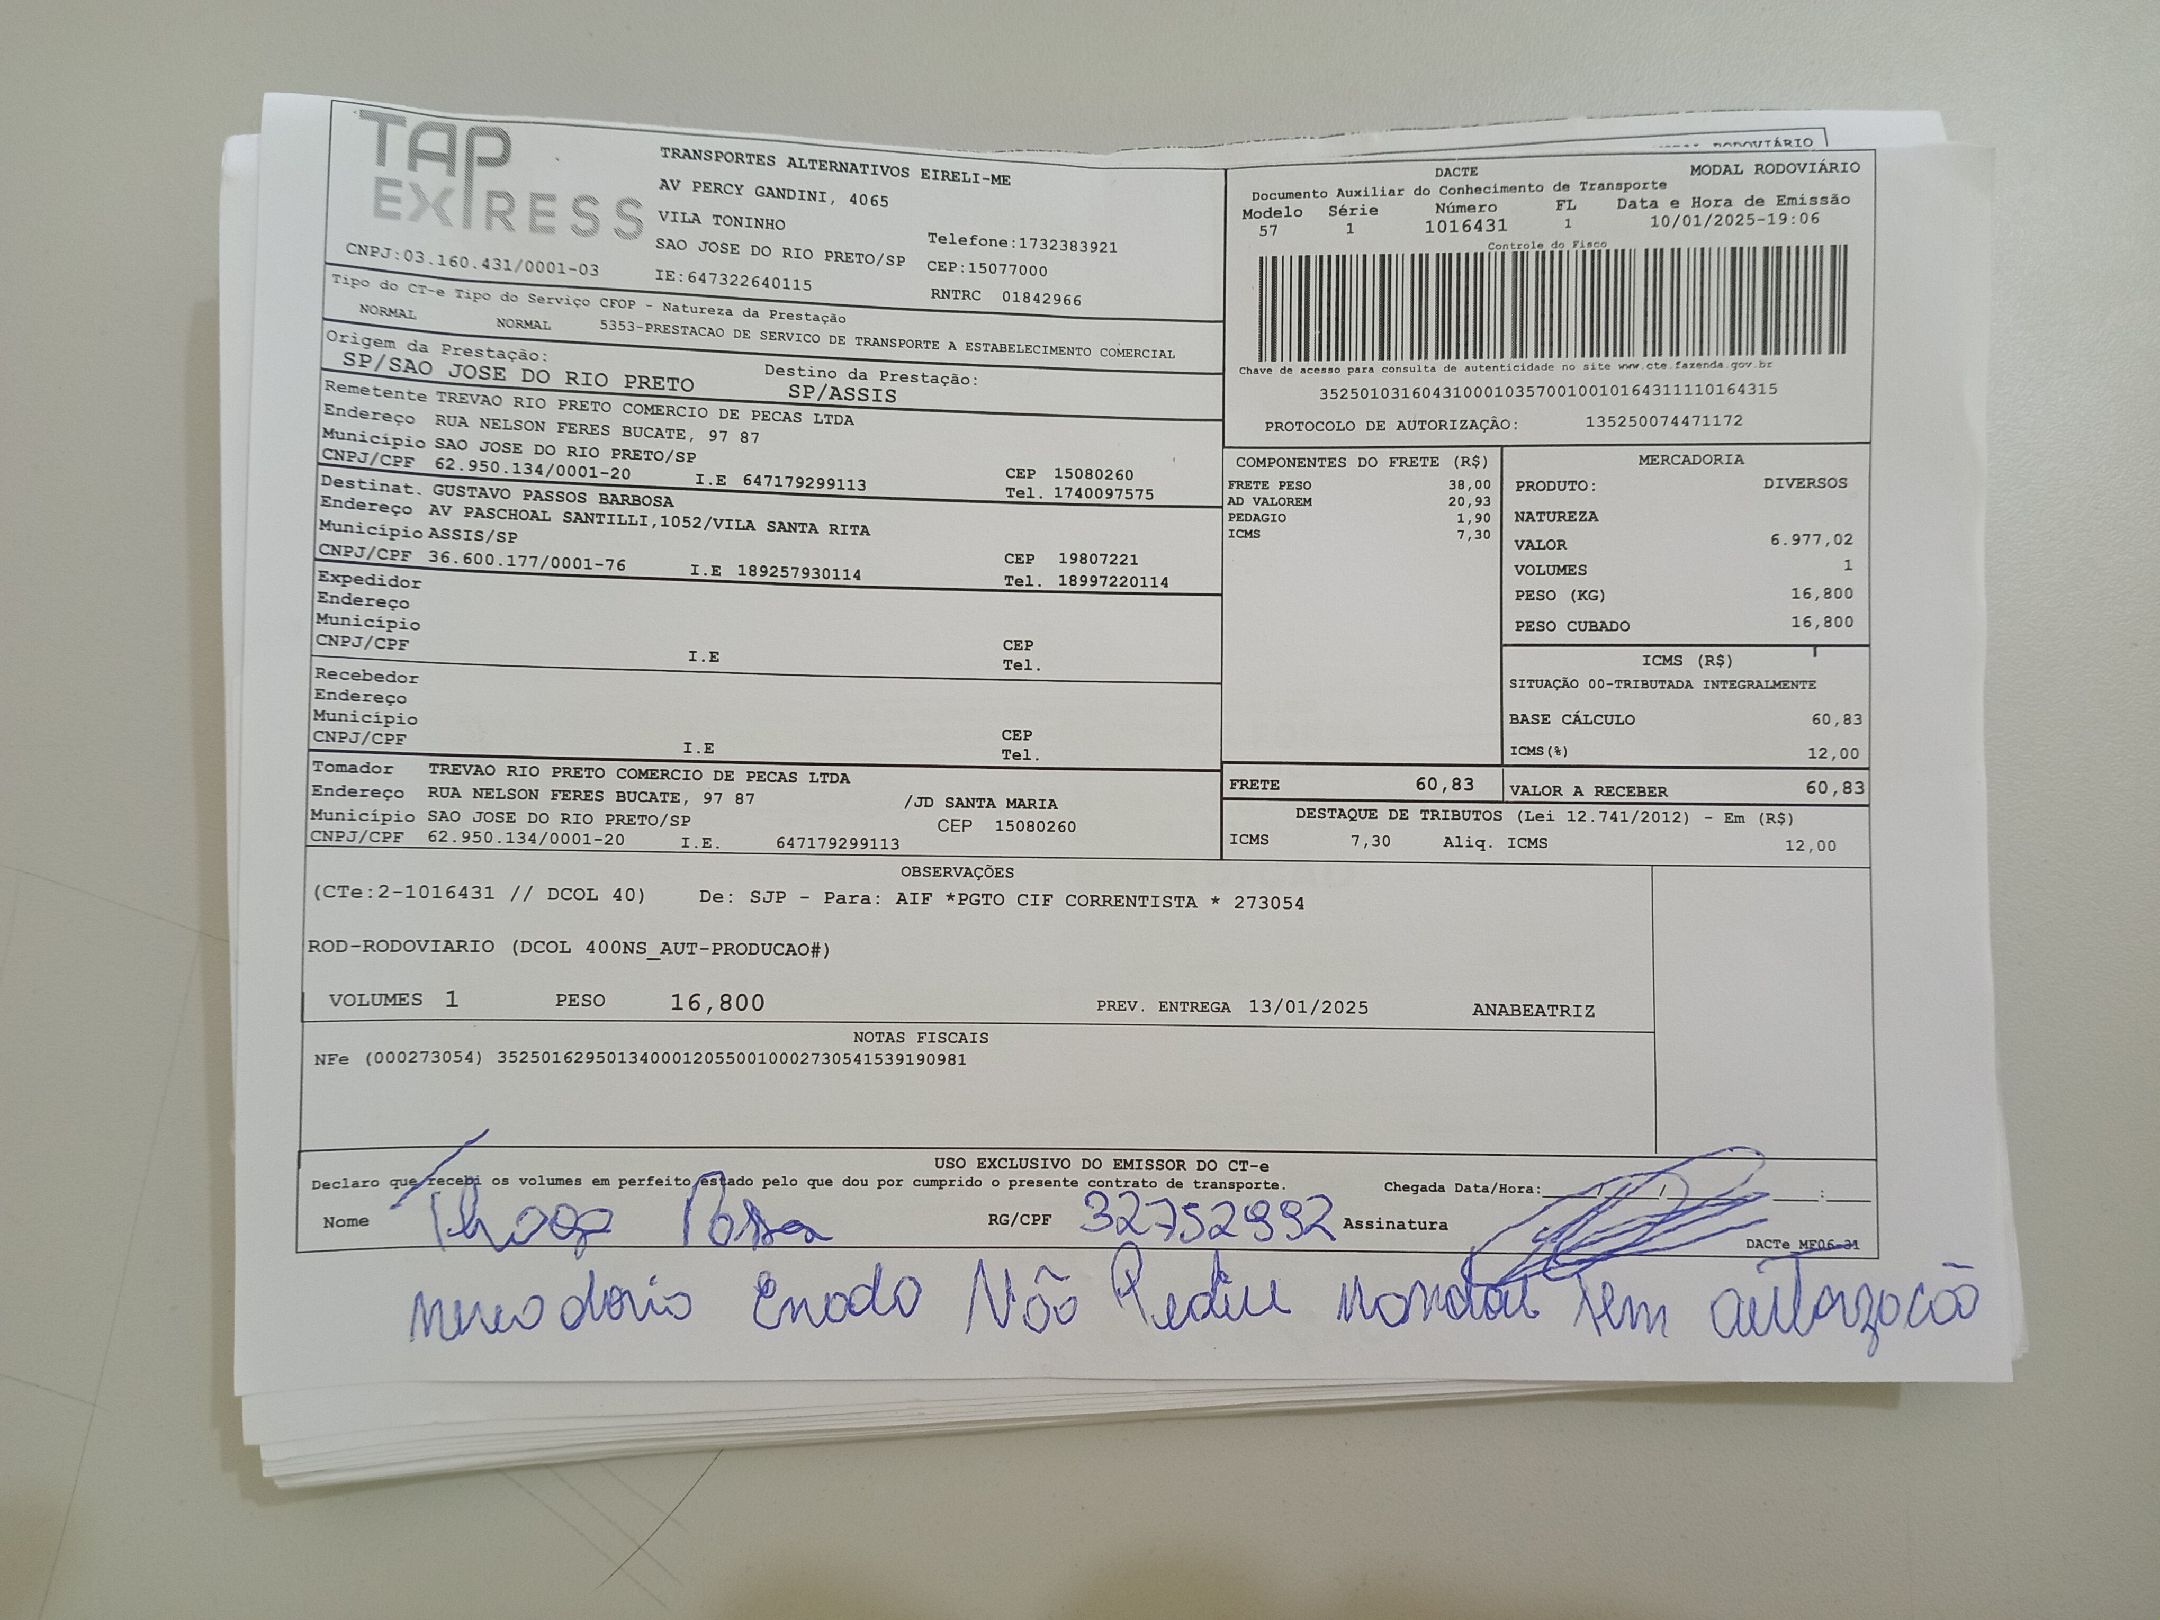 TAP
EXPRESS
CNPJ:03.160.431/0001-03
TRANSPORTES ALTERNATIVOS EIRELI-ME
AV PERCY GANDINI, 4065
VILA TONINHO
SAO JOSE DO RIO PRETO/SP
IE:647322640115
Telefone:1732383921
CEP:15077000
RNTRC 01842966
Tipo do CT-e Tipo do Serviço CFOP - Natureza da Prestação
NORMAL NORMAL 5353-PRESTACAO DE SERVICO DE TRANSPORTE A ESTABELECIMENTO COMERCIAL
Origem da Prestação: Destino da Prestação:
SP/SAO JOSE DO RIO PRETO SP/ASSIS
Remetente TREVAO RIO PRETO COMERCIO DE PECAS LTDA
Endereço RUA NELSON FERES BUCATE, 97 87
Município SAO JOSE DO RIO PRETO/SP CEP 15080260
CNPJ/CPF 62.950.134/0001-20 I.E 647179299113 Tel. 1740097575
Destinat. GUSTAVO PASSOS BARBOSA
Endereço AV PASCHOAL SANTILLI,1052/VILA SANTA RITA
Município ASSIS/SP CEP 19807221
CNPJ/CPF 36.600.177/0001-76 I.E 189257930114 Tel. 18997220114
Expedidor
Endereço
Município CEP
CNPJ/CPF I.E Tel.
Recebedor
Endereço
Município CEP
CNPJ/CPF I.E Tel.
Tomador TREVAO RIO PRETO COMERCIO DE PECAS LTDA
Endereço RUA NELSON FERES BUCATE, 97 87 /JD SANTA MARIA
Município SAO JOSE DO RIO PRETO/SP CEP 15080260
CNPJ/CPF 62.950.134/0001-20 I.E. 647179299113
RODOVIÁRIO
DACTE MODAL RODOVIÁRIO
Documento Auxiliar do Conhecimento de Transporte
Modelo Série Número FL Data e Hora de Emissão
57 1 1016431 1 10/01/2025-19:06
Controle do Fisco
Chave de acesso para consulta de autenticidade no site www.cte.fazenda.gov.br
35250103160431000103570010010164311110164315
PROTOCOLO DE AUTORIZAÇÃO: 135250074471172
COMPONENTES DO FRETE (R$)
FRETE PESO 38,00
AD VALOREM 20,93
PEDAGIO 1,90
ICMS 7,30
MERCADORIA
PRODUTO: DIVERSOS
NATUREZA
VALOR 6.977,02
VOLUMES 1
PESO (KG) 16,800
PESO CUBADO 16,800
ICMS (R$)
SITUAÇÃO 00-TRIBUTADA INTEGRALMENTE
BASE CÁLCULO 60,83
ICMS(%) 12,00
FRETE 60,83 VALOR A RECEBER 60,83
DESTAQUE DE TRIBUTOS (Lei 12.741/2012) - Em (R$)
ICMS 7,30 Aliq. ICMS 12,00
OBSERVAÇÕES
(CTe:2-1016431 // DCOL 40) De: SJP - Para: AIF *PGTO CIF CORRENTISTA * 273054
ROD-RODOVIARIO (DCOL 400NS_AUT-PRODUCAO#)
VOLUMES 1 PESO 16,800 PREV. ENTREGA 13/01/2025 ANABEATRIZ
NOTAS FISCAIS
NFe (000273054) 35250162950134000120550010002730541539190981
USO EXCLUSIVO DO EMISSOR DO CT-e
Declaro que recebi os volumes em perfeito estado pelo que dou por cumprido o presente contrato de transporte. Chegada Data/Hora:____/____/____ ____:____
Nome RG/CPF 32752992 Assinatura
DACTe MF06-31
Não Pediu sem autorização